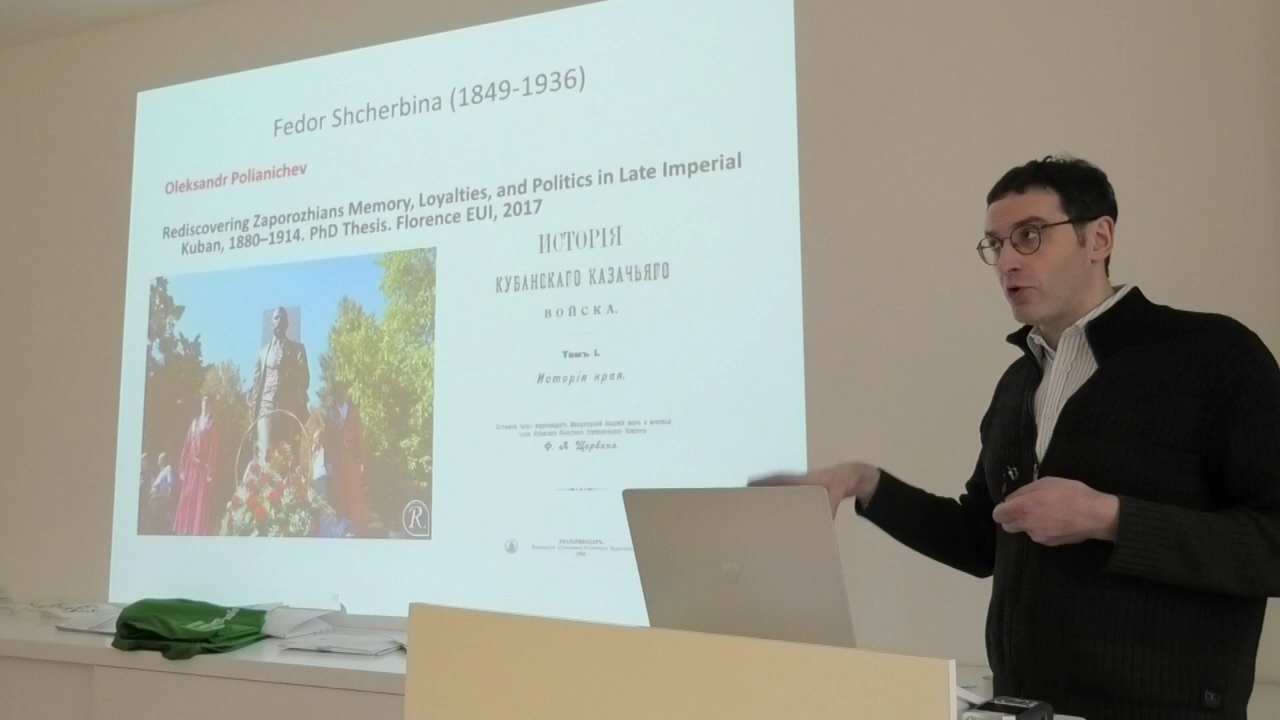 Fedor Shcherbina (1849-1936)
Oleksandr Polianichev
Rediscovering Zaporozhians Memory, Loyalties, and Politics in Late Imperial
Kuban, 1880–1914. PhD Thesis. Florence EUI, 2017
ИСТОРІЯ
КУБАНСКАГО КАЗАЧЬЯГО
ВОЙСКА.
Томъ I.
Исторія края.
Ф. А. Щербина.
R.